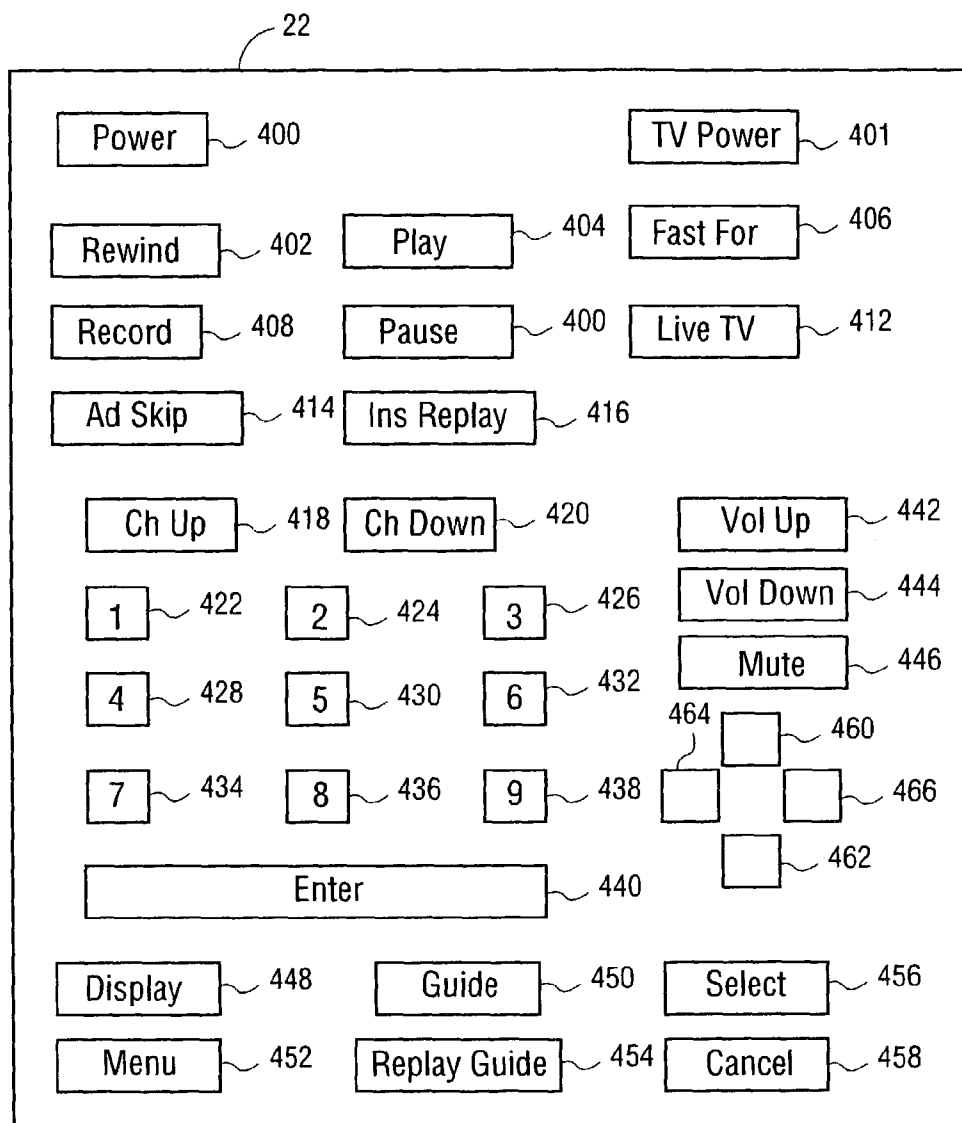 22
Power 400 TV Power 401
Rewind 402 Play 404 Fast For 406
Record 408 Pause 400 Live TV 412
Ad Skip 414 Ins Replay 416
Ch Up 418 Ch Down 420 Vol Up 442
1 422 2 424 3 426 Vol Down 444
Mute 446
4 428 5 430 6 432
464 460
7 434 8 436 9 438 466
462
Enter 440
Display 448 Guide 450 Select 456
Menu 452 Replay Guide 454 Cancel 458